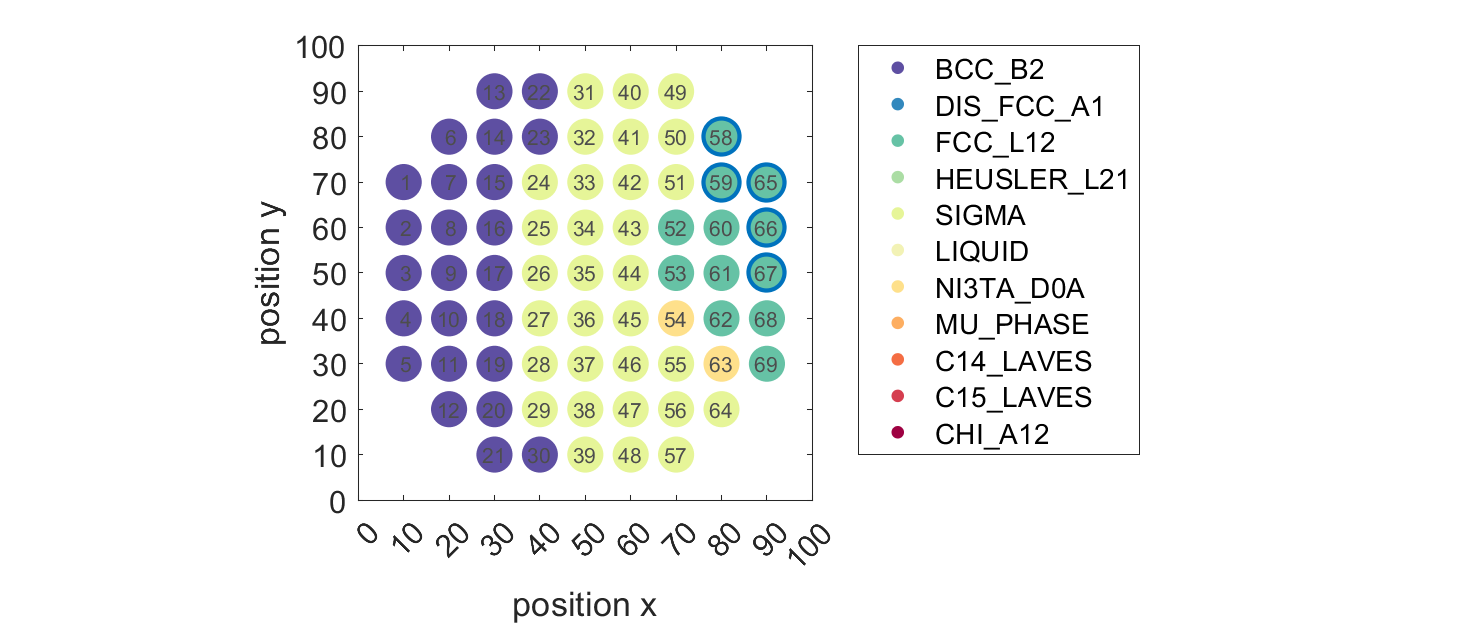 100
90
80
70
60
50
40
30
20
10
0
13 22 31 40 49
6 14 23 32 41 50 58
1 7 15 24 33 42 51 59 65
2 8 16 25 34 43 52 60 66
3 9 17 26 35 44 53 61 67
4 10 18 27 36 45 54 62 68
5 11 19 28 37 46 55 63 69
12 20 29 38 47 56 64
21 30 39 48 57
0 10 20 30 40 50 60 70 80 90 100
position x
position y
BCC_B2
DIS_FCC_A1
FCC_L12
HEUSLER_L21
SIGMA
LIQUID
NI3TA_D0A
MU_PHASE
C14_LAVES
C15_LAVES
CHI_A12